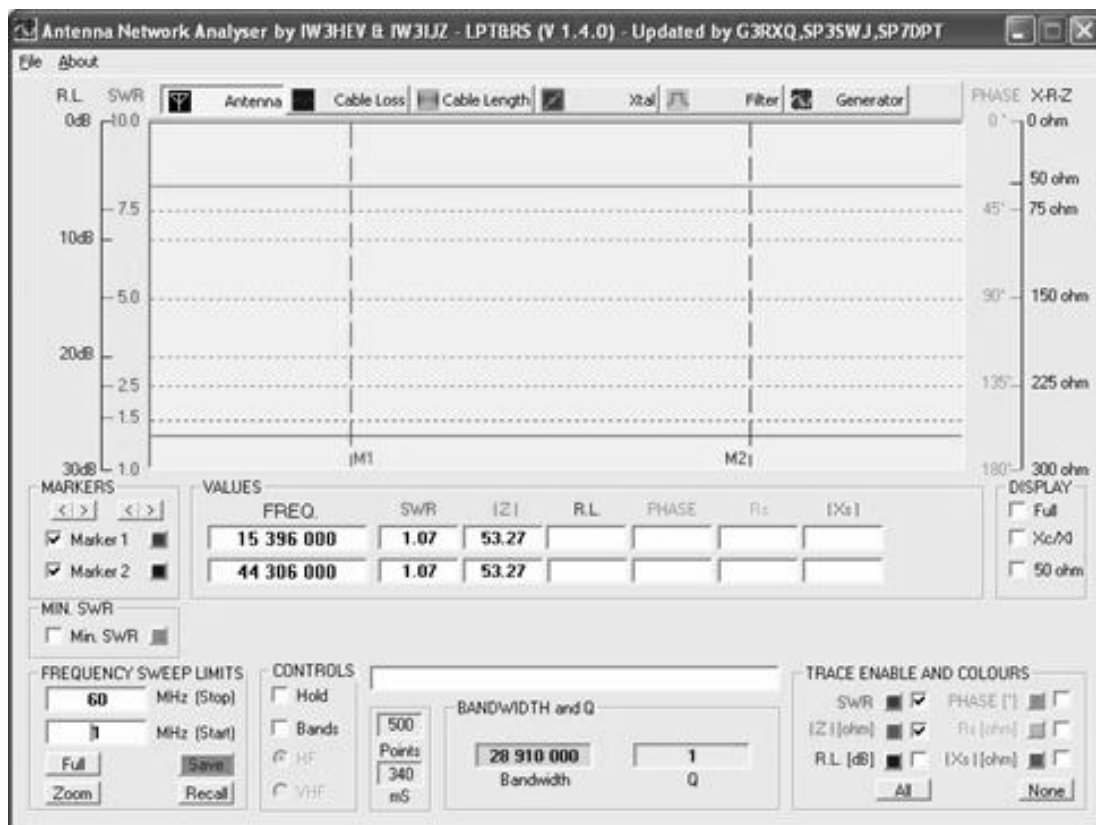 Antenna Network Analyser by IW3HEV & IW3IJZ - LPT&RS (V 1.4.0) - Updated by G3RXQ,SP3SWJ,SP7DPT
File About
R.L. SWR Antenna Cable Loss Cable Length Xtal Filter Generator PHASE X-R-Z
0dB 10.0 0° 0 ohm
50 ohm
7.5 45° 75 ohm
10dB
5.0 90° 150 ohm
20dB
2.5 135° 225 ohm
1.5
M1 M2
30dB 1.0 180° 300 ohm
MARKERS VALUES DISPLAY
< > < > FREQ. SWR |Z| R.L PHASE Rs |Xs| Full
Marker 1 15 396 000 1.07 53.27 Xc/Xl
Marker 2 44 306 000 1.07 53.27 50 ohm
MIN. SWR
Min. SWR
FREQUENCY SWEEP LIMITS CONTROLS TRACE ENABLE AND COLOURS
60 MHz (Stop) Hold BANDWIDTH and Q SWR PHASE [°]
1 MHz (Start) Bands 500 Points |Z| [ohm] Rs [ohm]
Full Save HF 28 910 000 1 R.L. [dB] |Xs| [ohm]
Zoom Recall VHF 340 mS Bandwidth Q All None